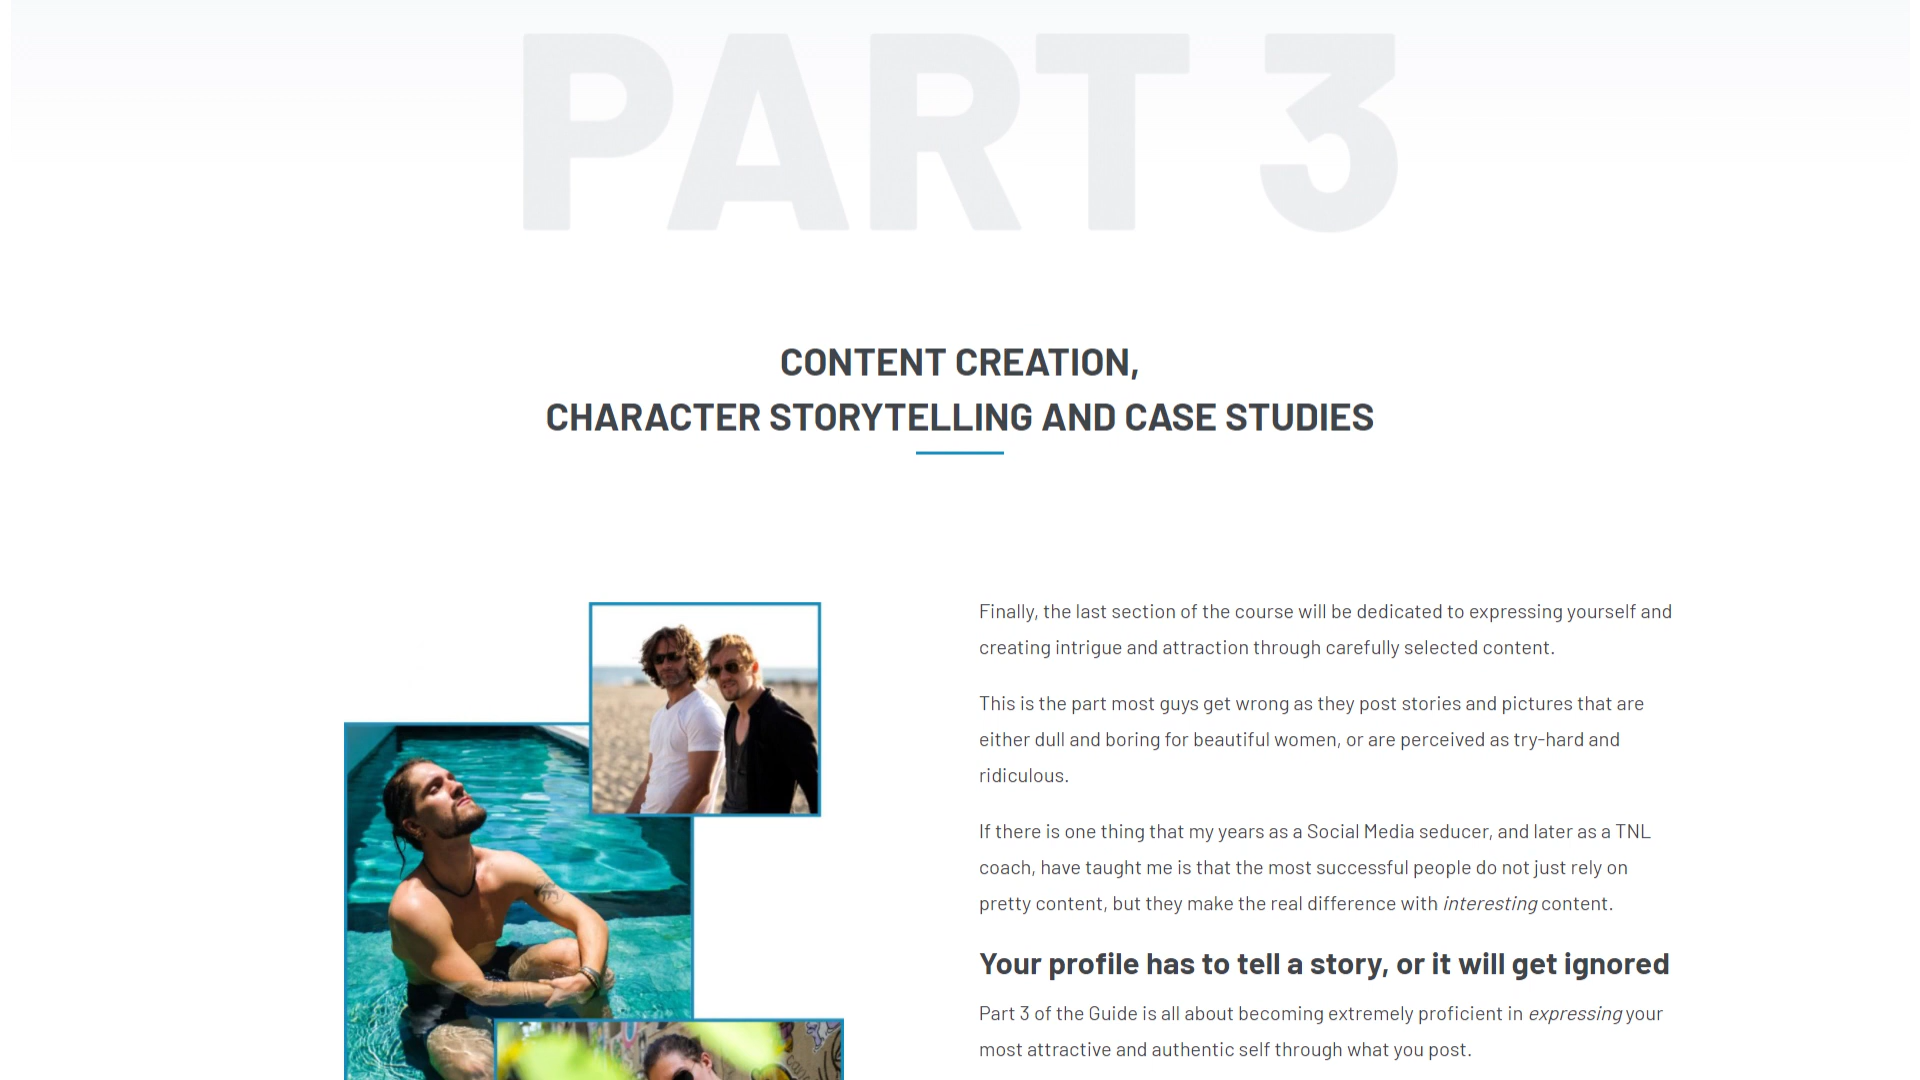 PART 3
CONTENT CREATION,
CHARACTER STORYTELLING AND CASE STUDIES
Finally, the last section of the course will be dedicated to expressing yourself and
creating intrigue and attraction through carefully selected content.
This is the part most guys get wrong as they post stories and pictures that are
either dull and boring for beautiful women, or are perceived as try-hard and
ridiculous.
If there is one thing that my years as a Social Media seducer, and later as a TNL
coach, have taught me is that the most successful people do not just rely on
pretty content, but they make the real difference with interesting content.
Your profile has to tell a story, or it will get ignored
Part 3 of the Guide is all about becoming extremely proficient in expressing your
most attractive and authentic self through what you post.